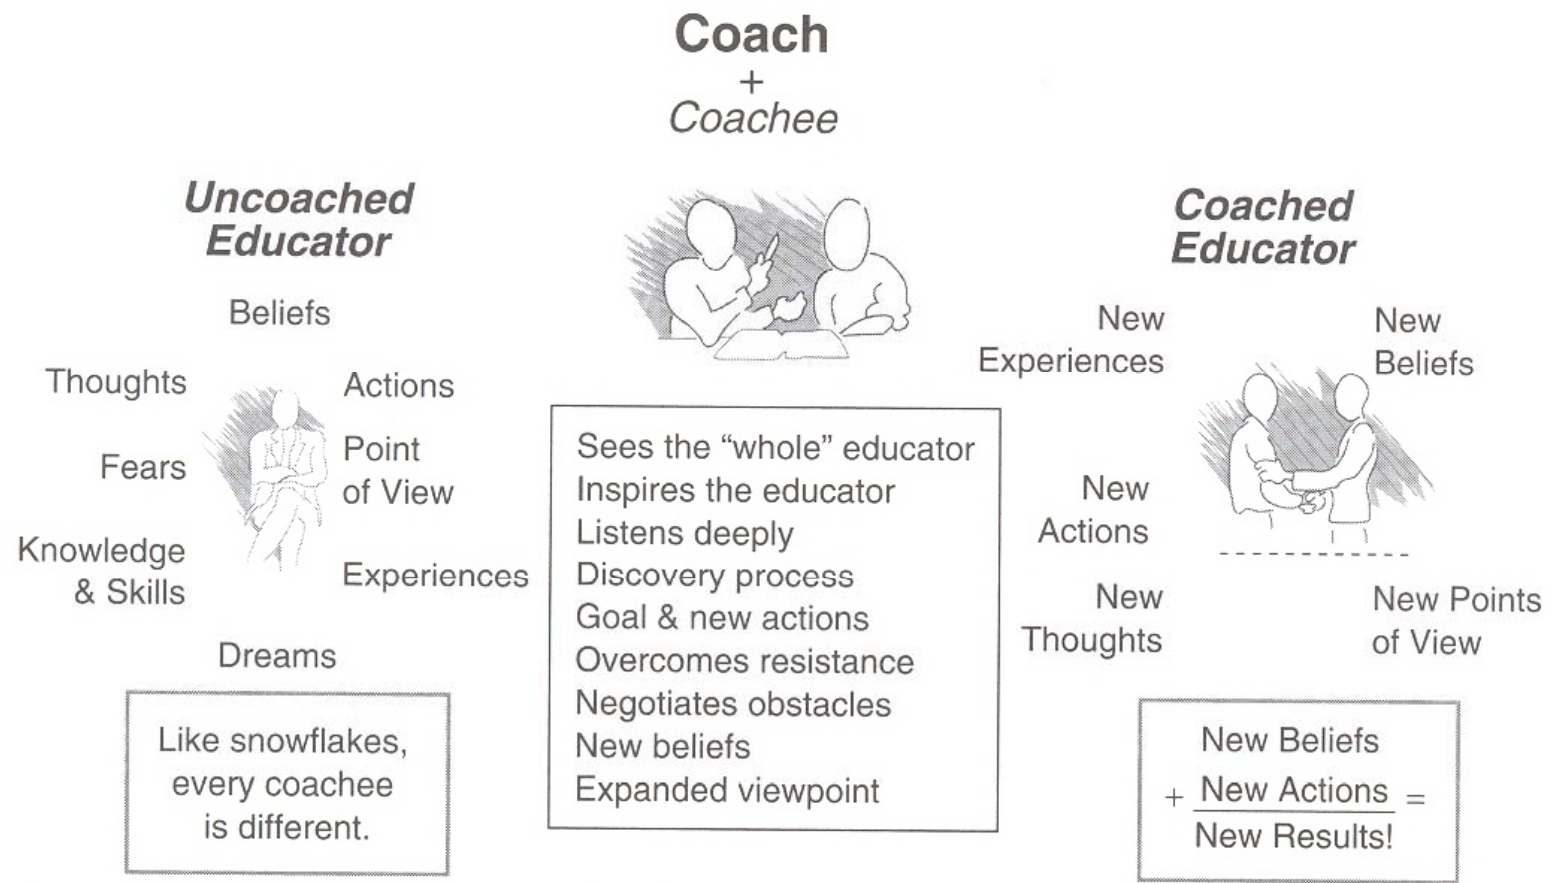 Coach
+
Coachee
Uncoached
Educator
Beliefs
Thoughts
Actions
Fears
Point
of View
Knowledge
& Skills
Experiences
Dreams
Like snowflakes,
every coachee
is different.
Sees the “whole” educator
Inspires the educator
Listens deeply
Discovery process
Goal & new actions
Overcomes resistance
Negotiates obstacles
New beliefs
Expanded viewpoint
Coached
Educator
New
Experiences
New
Beliefs
New
Actions
New
Thoughts
New Points
of View
New Beliefs
+ New Actions =
New Results!